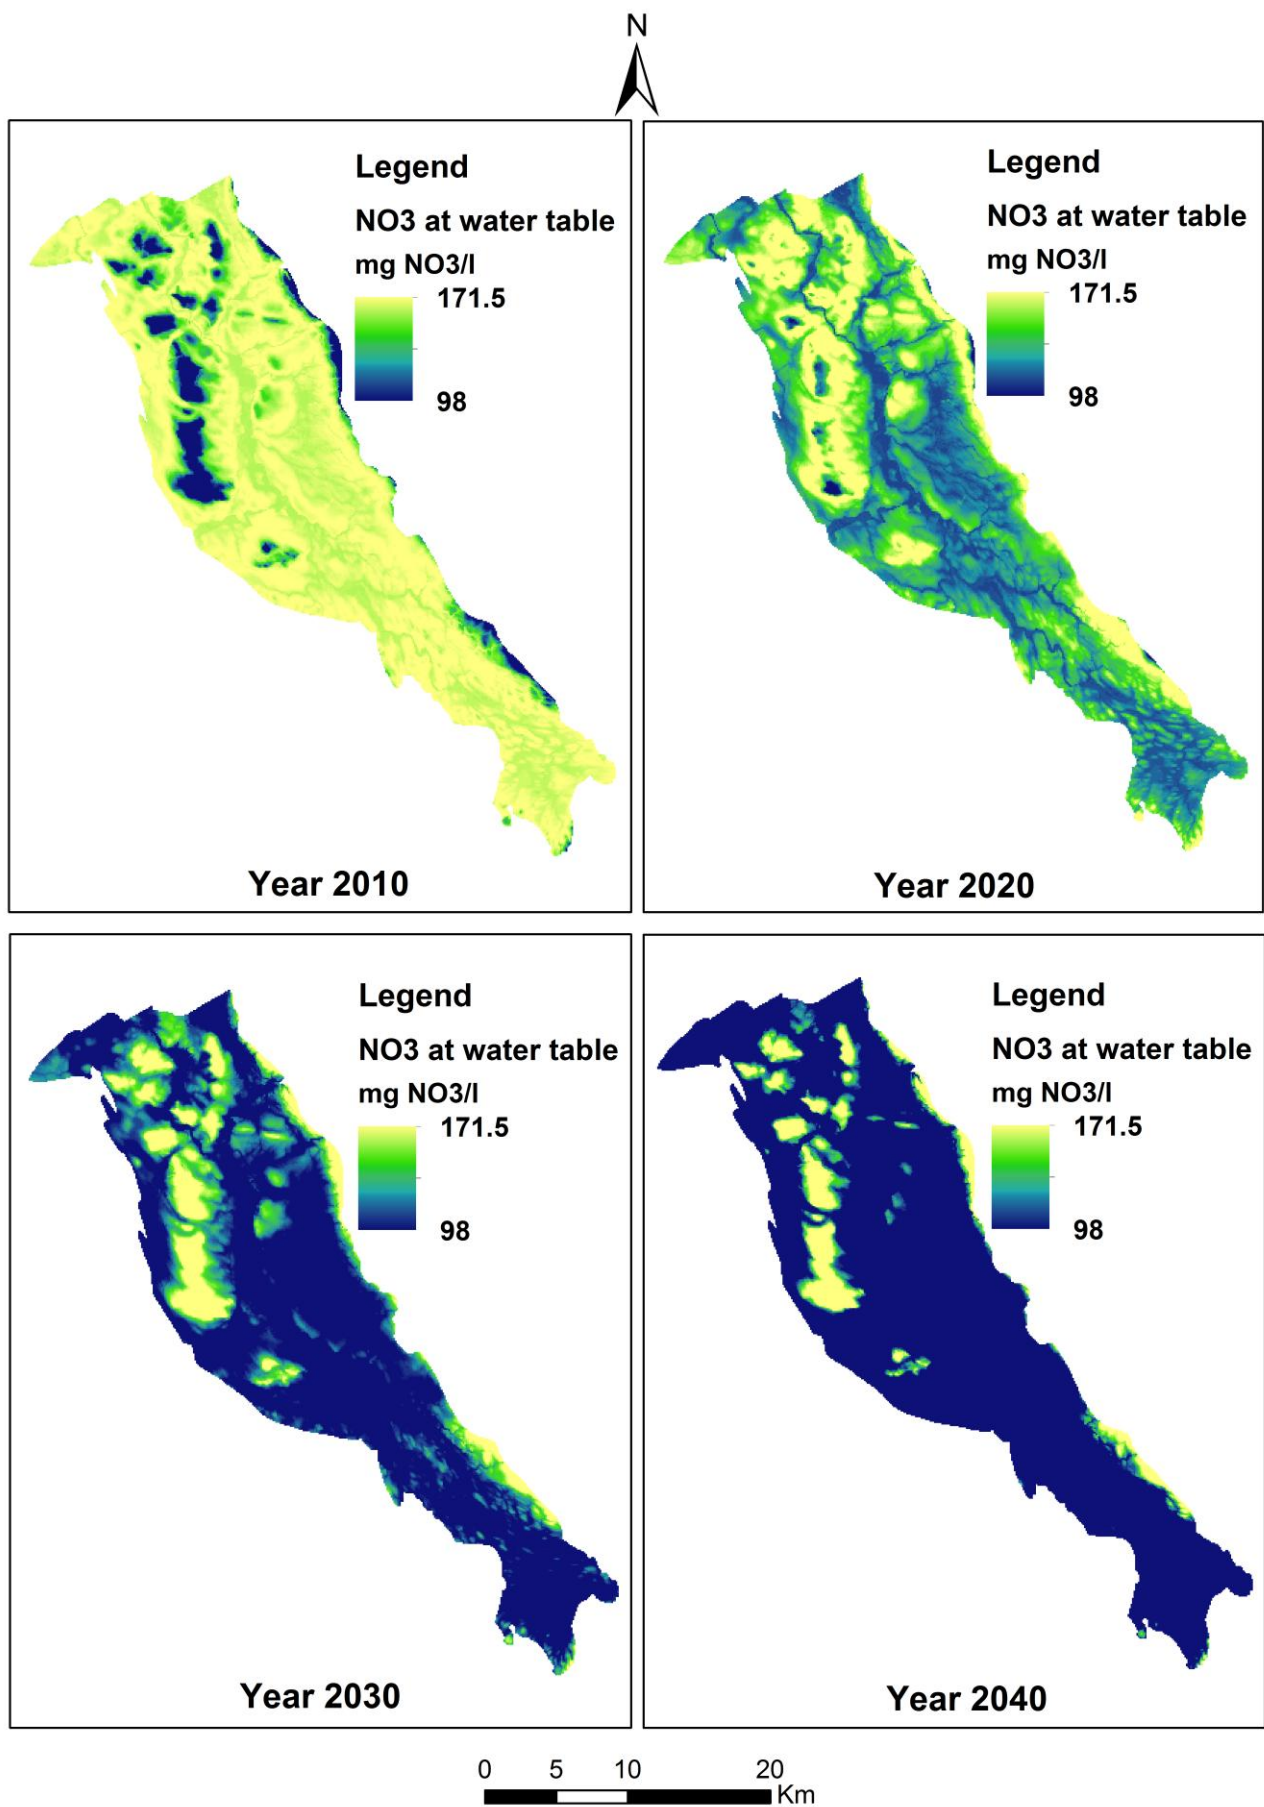 N
Legend
NO3 at water table
mg NO3/l
171.5
98
Year 2010
Legend
NO3 at water table
mg NO3/l
171.5
98
Year 2020
Legend
NO3 at water table
mg NO3/l
171.5
98
Year 2030
Legend
NO3 at water table
mg NO3/l
171.5
98
Year 2040
0 5 10 20
Km